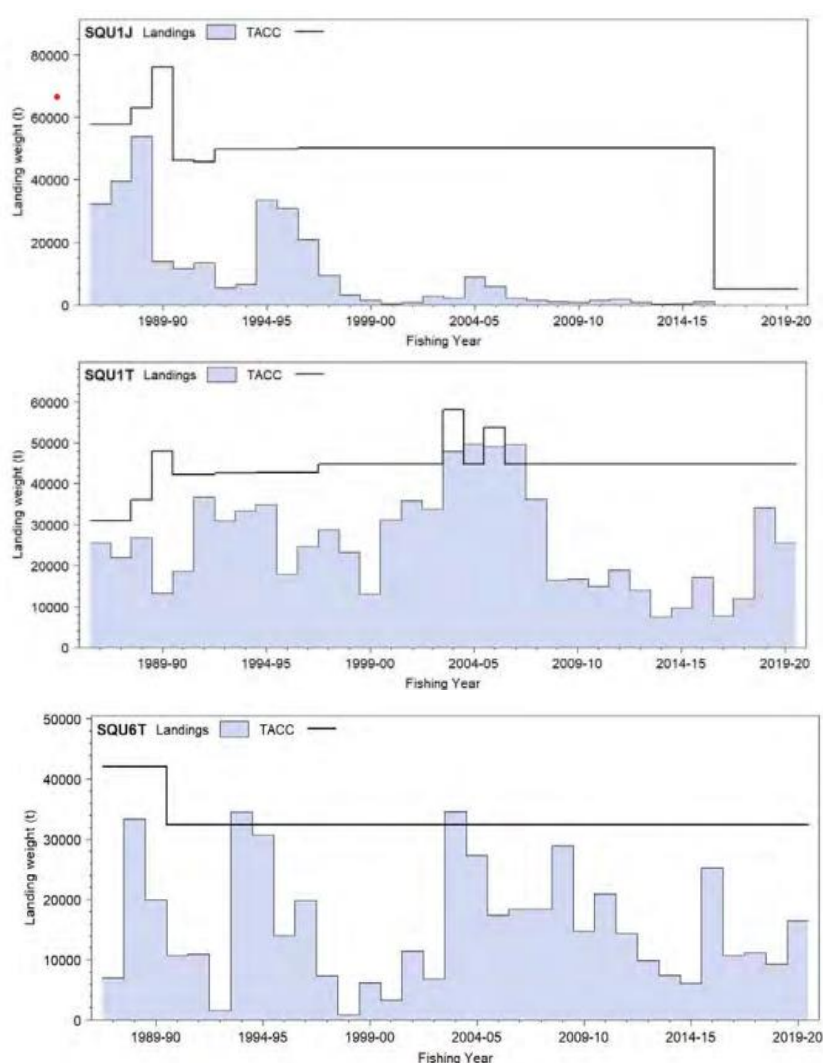 SQU1J Landings TACC
80000
60000
40000
20000
0
Landing weight (t)
1989-90 1994-95 1999-00 2004-05 2009-10 2014-15 2019-20
Fishing Year
SQU1T Landings TACC
60000
50000
40000
30000
20000
10000
0
Landing weight (t)
1989-90 1994-95 1999-00 2004-05 2009-10 2014-15 2019-20
Fishing Year
SQU6T Landings TACC
50000
40000
30000
20000
10000
0
Landing weight (t)
1989-90 1994-95 1999-00 2004-05 2009-10 2014-15 2019-20
Fishing Year